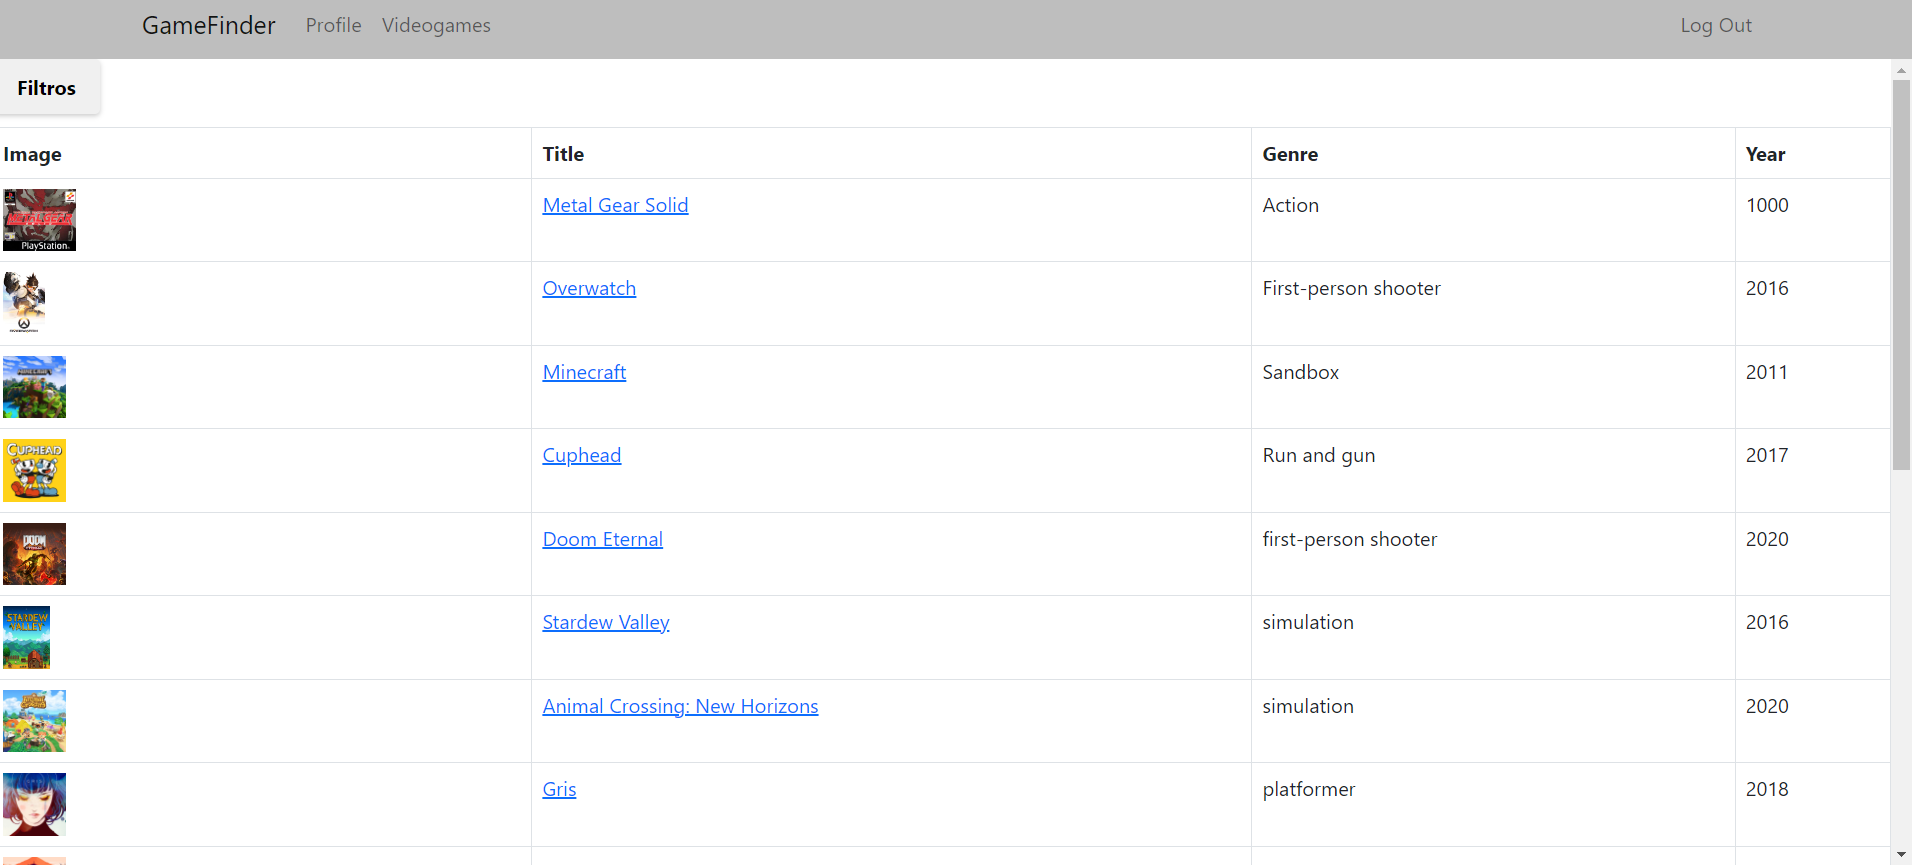 GameFinder Profile Videogames Log Out
Filtros
Image Title Genre Year
METAL GEAR
PlayStation
Metal Gear Solid Action 1000
Overwatch First-person shooter 2016
Minecraft Sandbox 2011
CUPHEAD
Cuphead Run and gun 2017
DOOM
Doom Eternal first-person shooter 2020
STARDEW
VALLEY
Stardew Valley simulation 2016
Animal Crossing: New Horizons simulation 2020
Gris platformer 2018